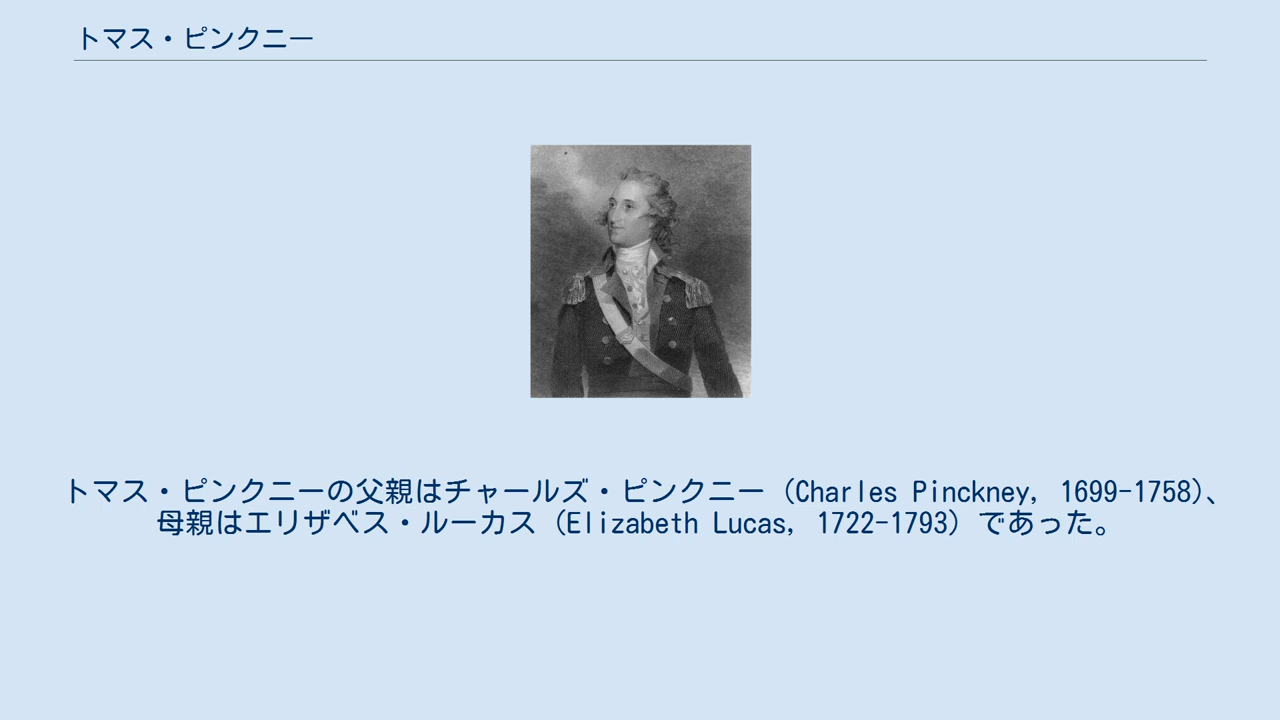 トマス・ピンクニー
トマス・ピンクニーの父親はチャールズ・ピンクニー (Charles Pinckney, 1699-1758)、
母親はエリザベス・ルーカス (Elizabeth Lucas, 1722-1793) であった。